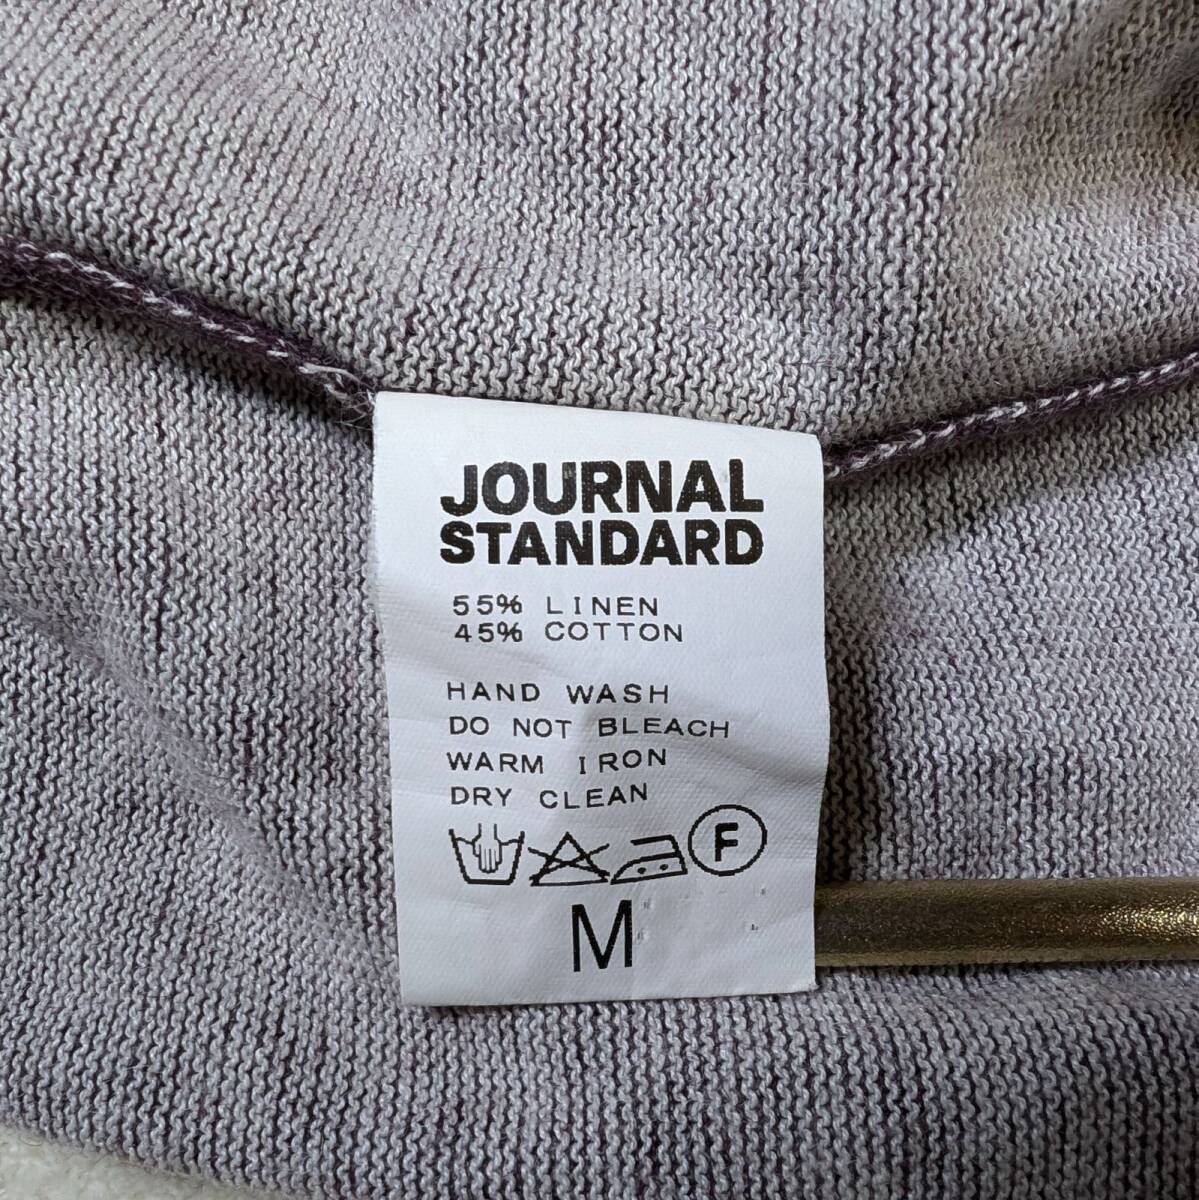 JOURNAL
STANDARD
55% LINEN
45% COTTON
HAND WASH
DO NOT BLEACH
WARM IRON
DRY CLEAN
F
M